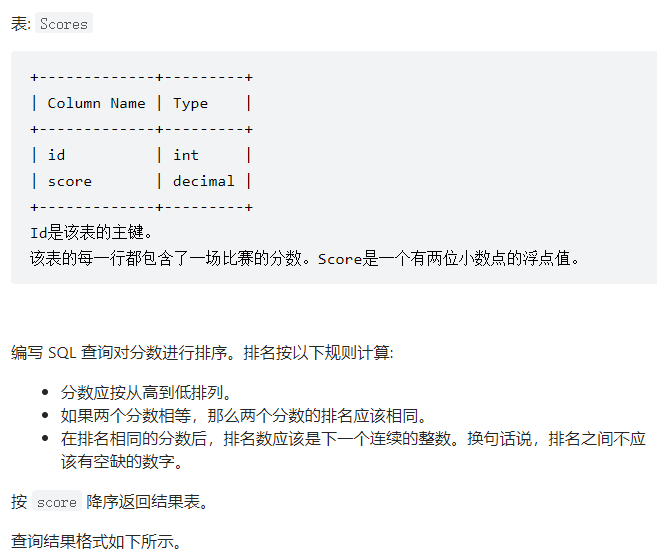 表: Scores
+-------------+---------+
| Column Name | Type    |
+-------------+---------+
| id          | int     |
| score       | decimal |
+-------------+---------+
Id是该表的主键。
该表的每一行都包含了一场比赛的分数。Score是一个有两位小数点的浮点值。
编写 SQL 查询对分数进行排序。排名按以下规则计算:
• 分数应按从高到低排列。
• 如果两个分数相等，那么两个分数的排名应该相同。
• 在排名相同的分数后，排名数应该是下一个连续的整数。换句话说，排名之间不应
该有空缺的数字。
按 score 降序返回结果表。
查询结果格式如下所示。